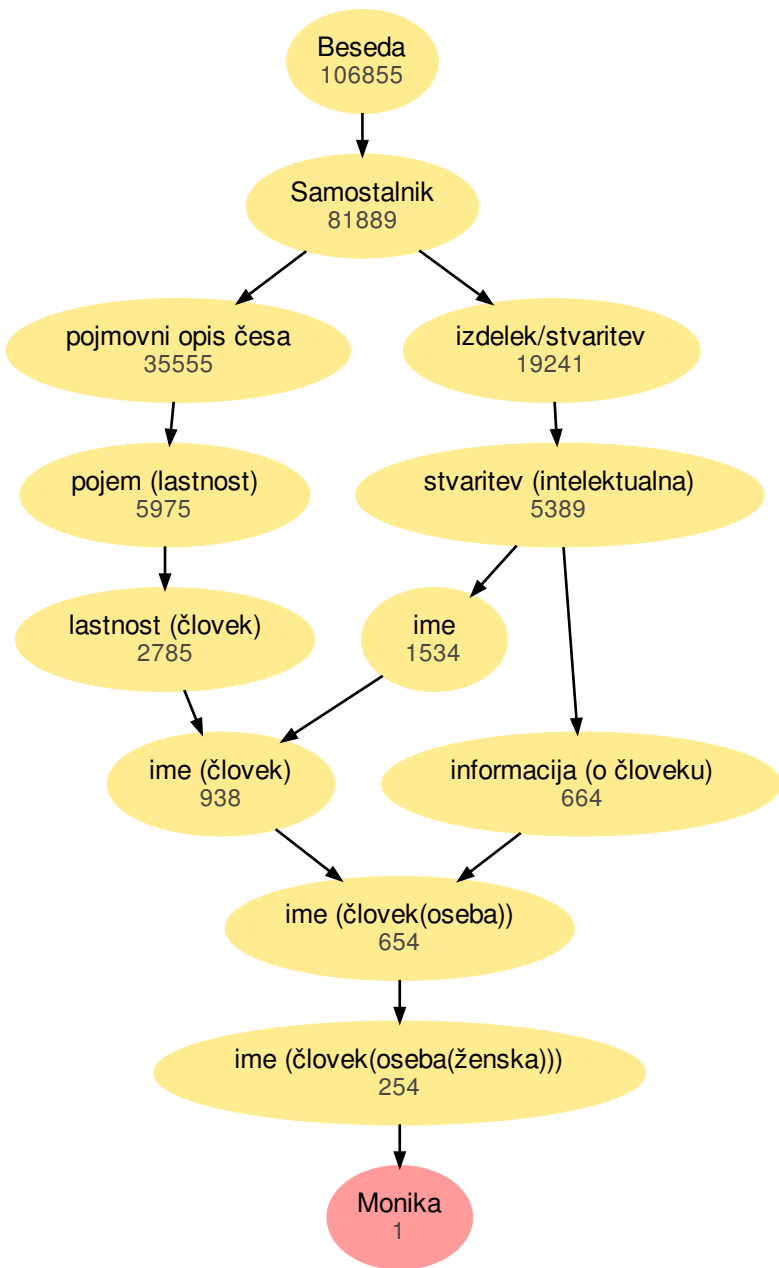 Beseda
106855
Samostalnik
81889
pojmovni opis česa
35555
izdelek/stvaritev
19241
pojem (lastnost)
5975
stvaritev (intelektualna)
5389
lastnost (človek)
2785
ime
1534
ime (človek)
938
informacija (o človeku)
664
ime (človek(oseba))
654
ime (človek(oseba(ženska)))
254
Monika
1